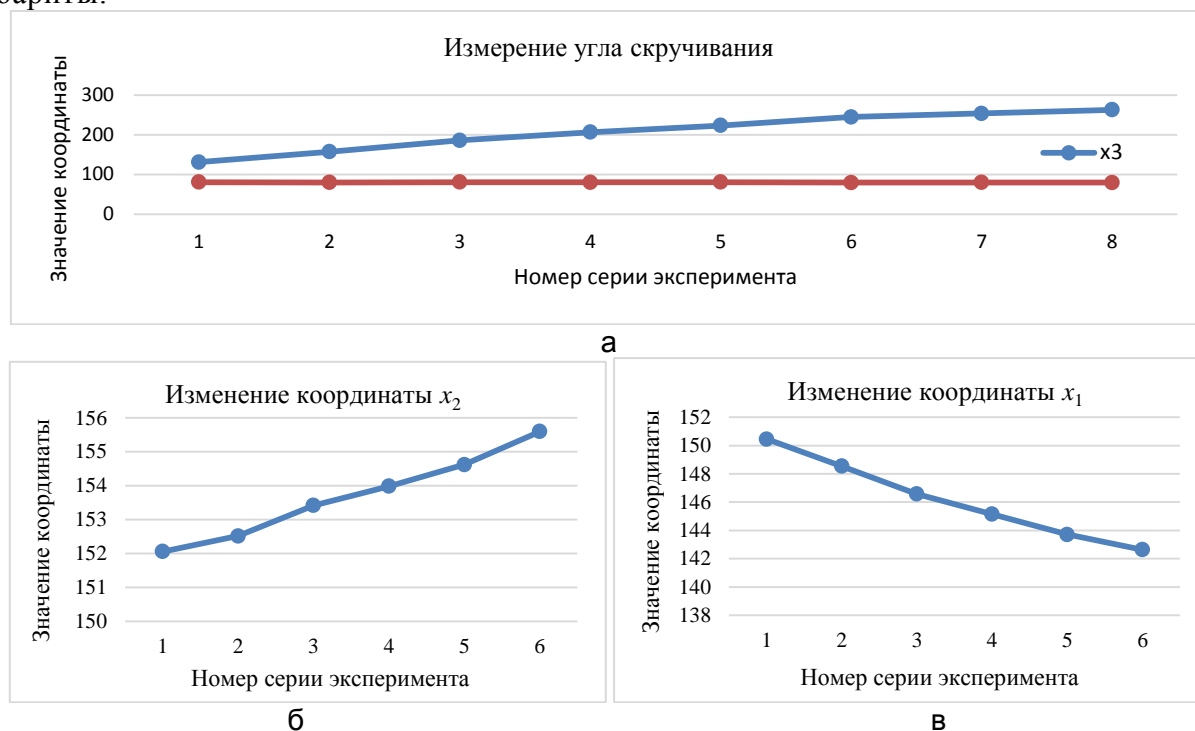 Измерение угла скручивания
Значение координаты
300
200
100
0
x3
1 2 3 4 5 6 7 8
Номер серии эксперимента
а
Изменение координаты x2
Значение координаты
156
155
154
153
152
151
150
1 2 3 4 5 6
Номер серии эксперимента
б
Изменение координаты x1
Значение координаты
152
150
148
146
144
142
140
138
1 2 3 4 5 6
Номер серии эксперимента
в